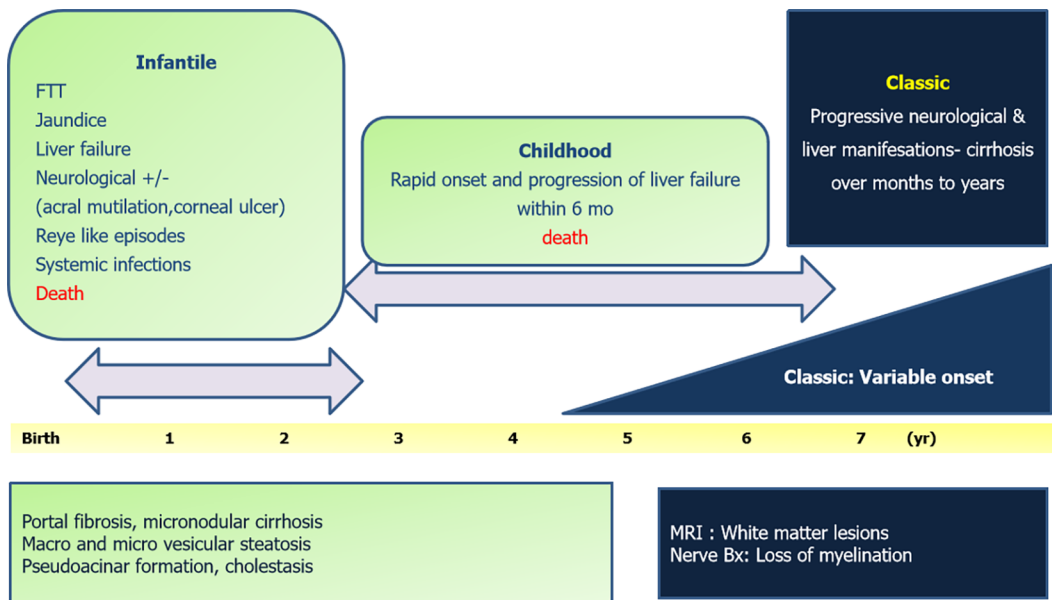 Infantile
FTT
Jaundice
Liver failure
Neurological +/-
(acral mutilation,corneal ulcer)
Reye like episodes
Systemic infections
Death
Childhood
Rapid onset and progression of liver failure
within 6 mo
death
Classic
Progressive neurological &
liver manifesations- cirrhosis
over months to years
Classic: Variable onset
Birth 1 2 3 4 5 6 7 (yr)
Portal fibrosis, micronodular cirrhosis
Macro and micro vesicular steatosis
Pseudoacinar formation, cholestasis
MRI : White matter lesions
Nerve Bx: Loss of myelination